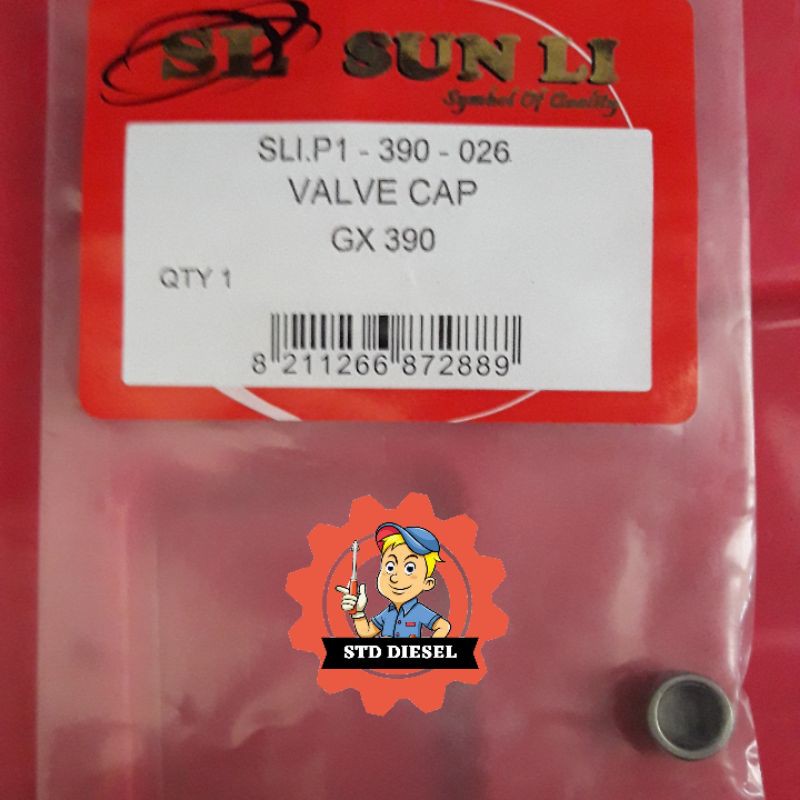 SLI SUN LI
Symbol Of Quality
SLI.P1 - 390 - 026
VALVE CAP
GX 390
QTY 1
8 211266 872889
STD DIESEL